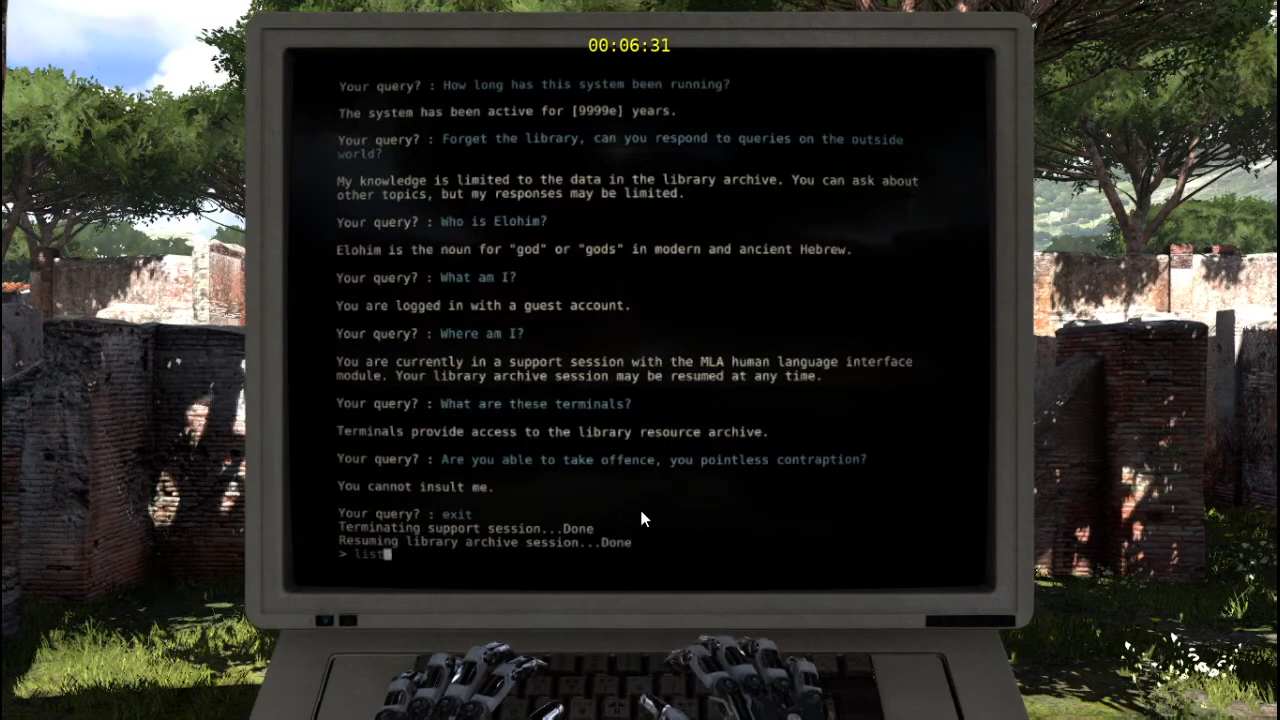 00:06:31
Your query? : How long has this system been running?
The system has been active for [9999e] years.
Your query? : Forget the library, can you respond to queries on the outside
world?
My knowledge is limited to the data in the library archive. You can ask about
other topics, but my responses may be limited.
Your query? : Who is Elohim?
Elohim is the noun for "god" or "gods" in modern and ancient Hebrew.
Your query? : What am I?
You are logged in with a guest account.
Your query? : Where am I?
You are currently in a support session with the MLA human language interface
module. Your library archive session may be resumed at any time.
Your query? : What are these terminals?
Terminals provide access to the library resource archive.
Your query? : Are you able to take offence, you pointless contraption?
You cannot insult me.
Your query? : exit
Terminating support session...Done
Resuming library archive session...Done
> list